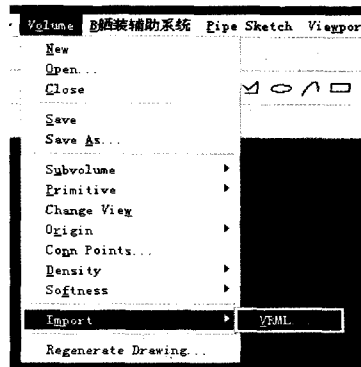 Volume B舾装辅助系统 Pipe Sketch Viewpor
New
Open...
Close
Save
Save As...
Subvolume
Primitive
Change View
Origin
Conn Points...
Density
Softness
Import VRML...
Regenerate Drawing...